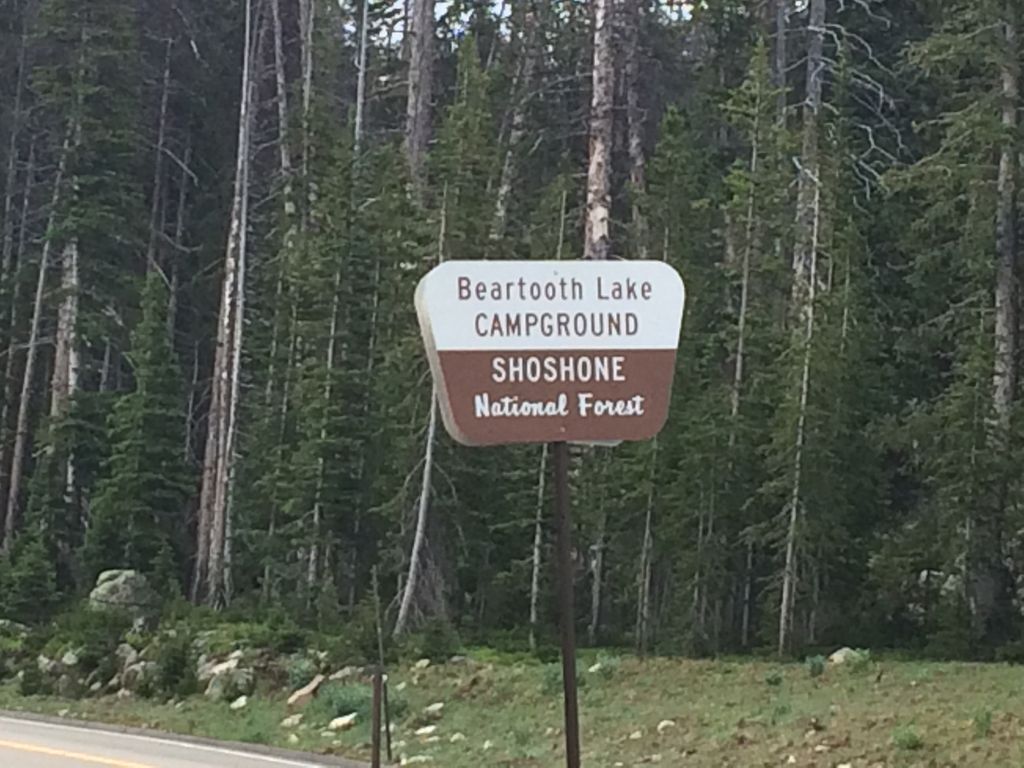 Beartooth Lake
CAMPGROUND
SHOSHONE
National Forest